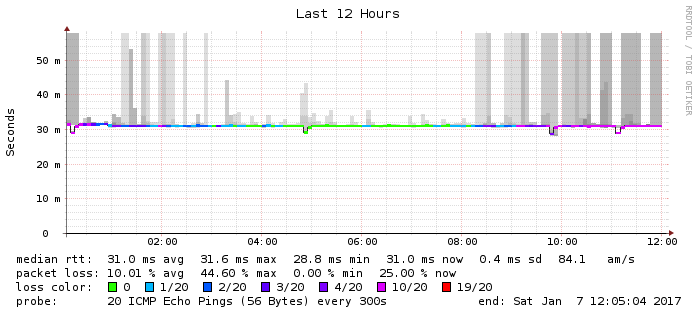 Last 12 Hours
RRDTOOL / TOBI OETIKER
Seconds
50 m
40 m
30 m
20 m
10 m
0
02:00 04:00 06:00 08:00 10:00 12:00
median rtt: 31.0 ms avg 31.6 ms max 28.8 ms min 31.0 ms now 0.4 ms sd 84.1 am/s
packet loss: 10.01 % avg 44.60 % max 0.00 % min 25.00 % now
loss color: 0 1/20 2/20 3/20 4/20 10/20 19/20
probe: 20 ICMP Echo Pings (56 Bytes) every 300s end: Sat Jan 7 12:05:04 2017